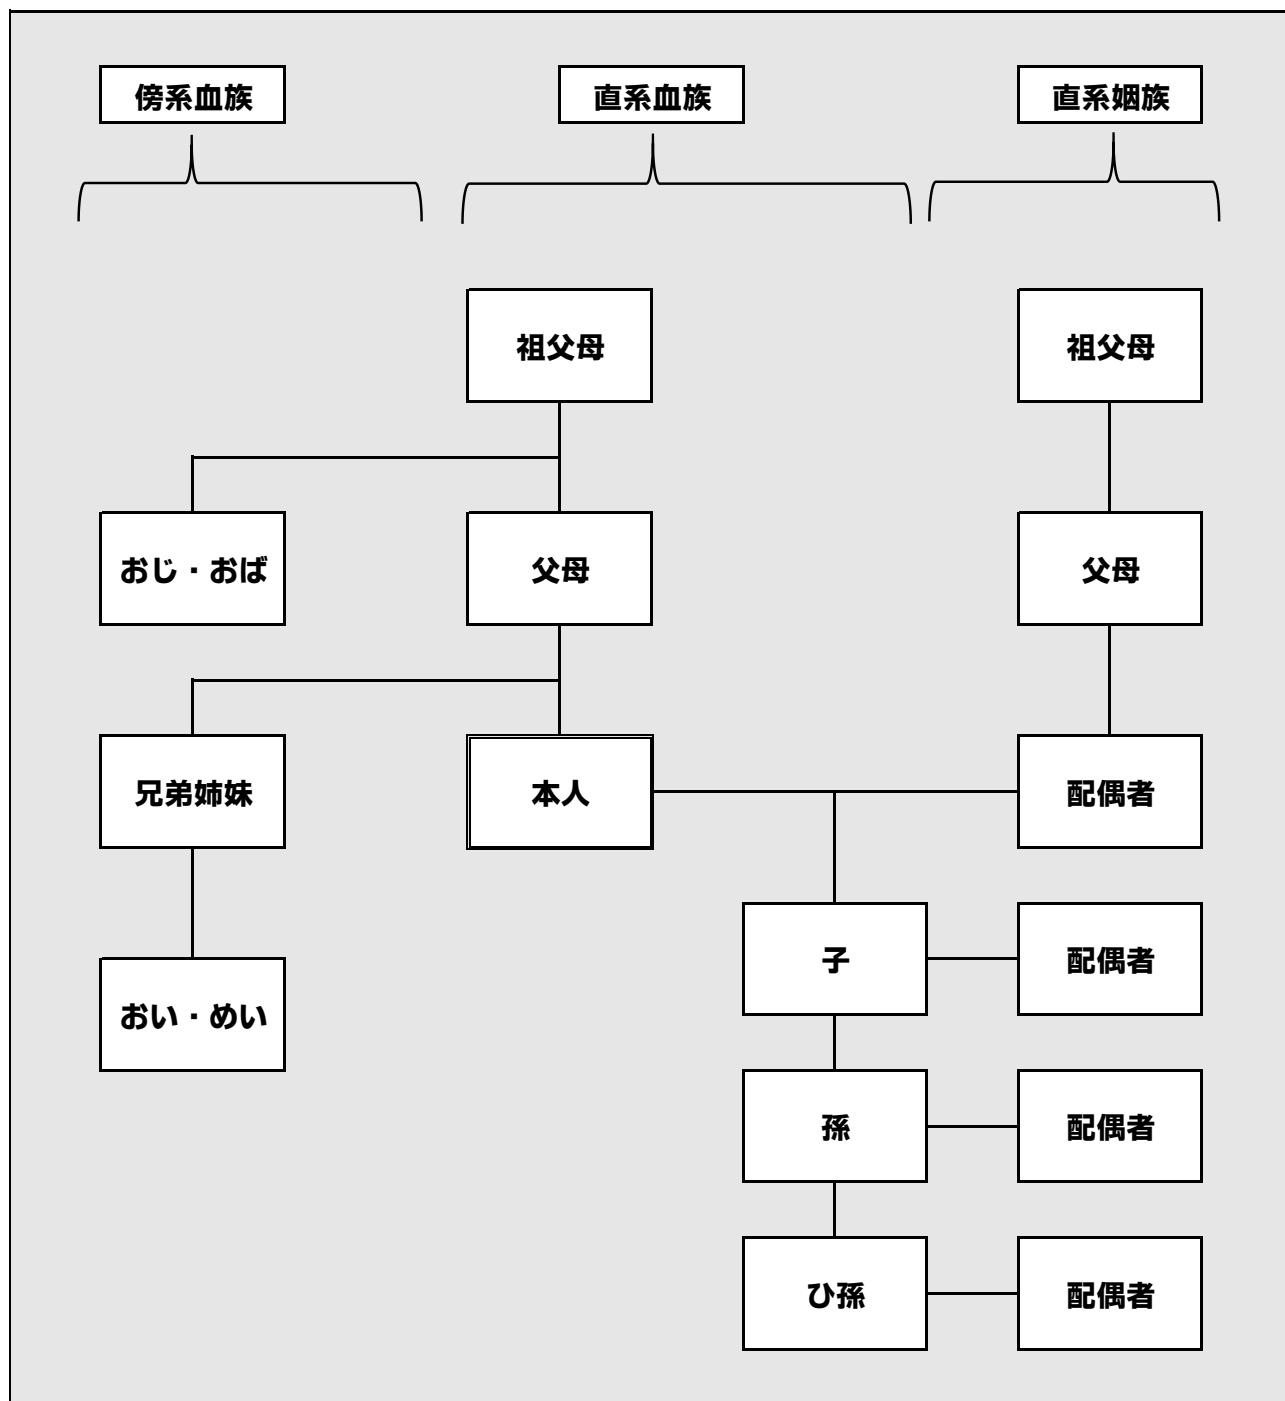 傍系血族
直系血族
直系姻族
祖父母
祖父母
おじ・おば
父母
父母
兄弟姉妹
本人
配偶者
子
配偶者
おい・めい
孫
配偶者
ひ孫
配偶者